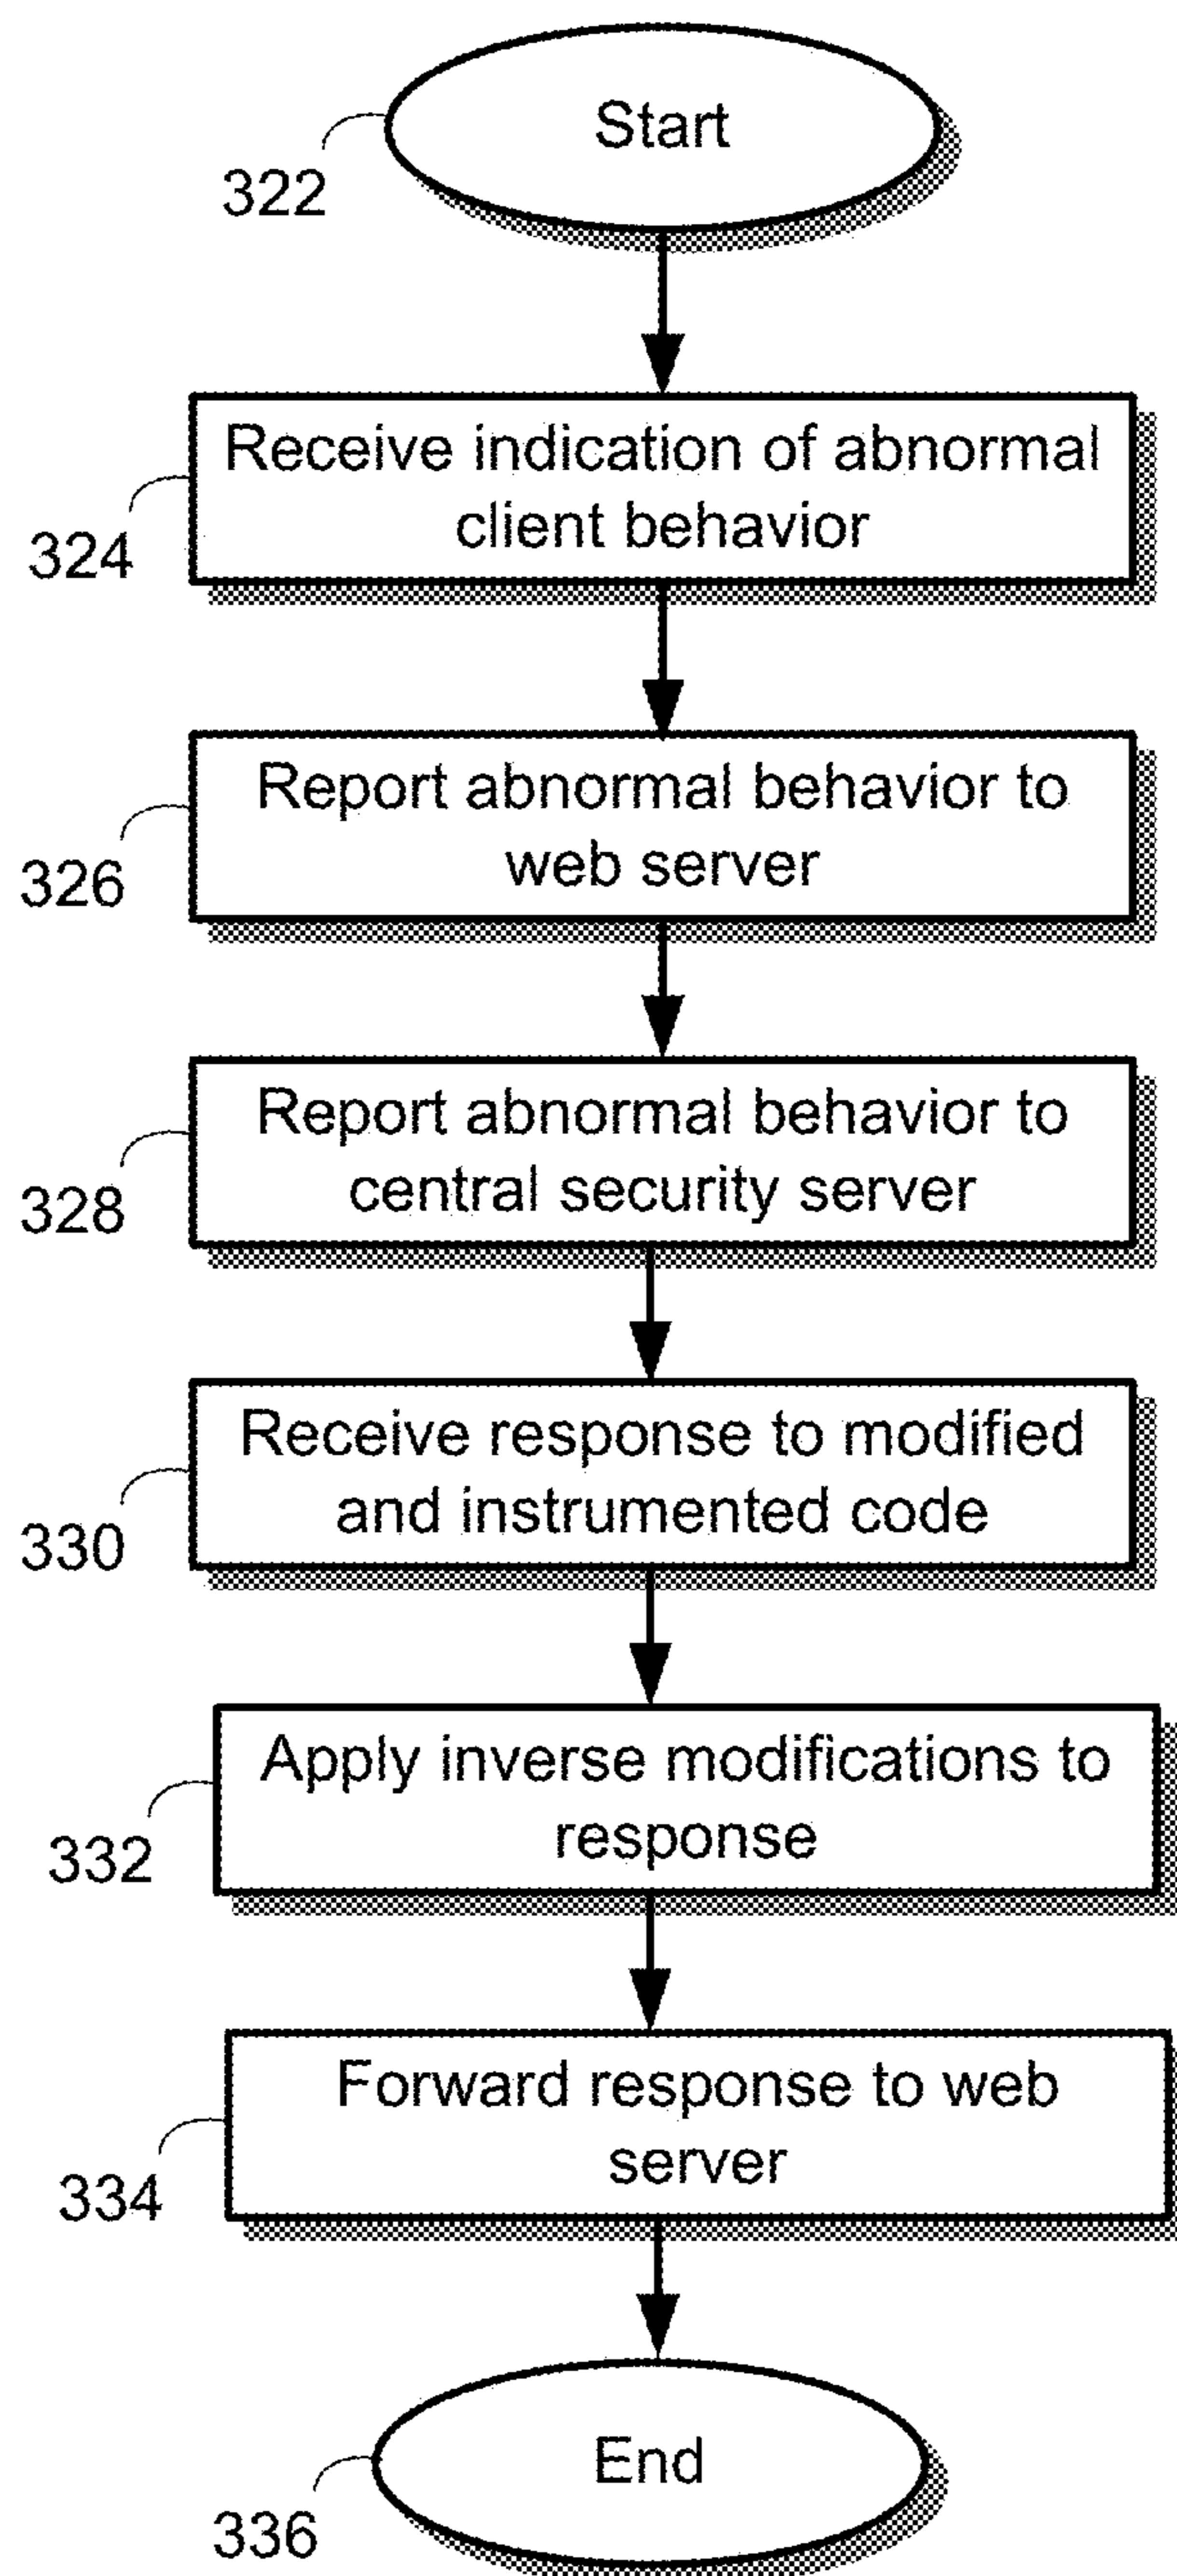 Start
322
Receive indication of abnormal
client behavior
324
Report abnormal behavior to
web server
326
Report abnormal behavior to
central security server
328
Receive response to modified
and instrumented code
330
Apply inverse modifications to
response
332
Forward response to web
server
334
End
336